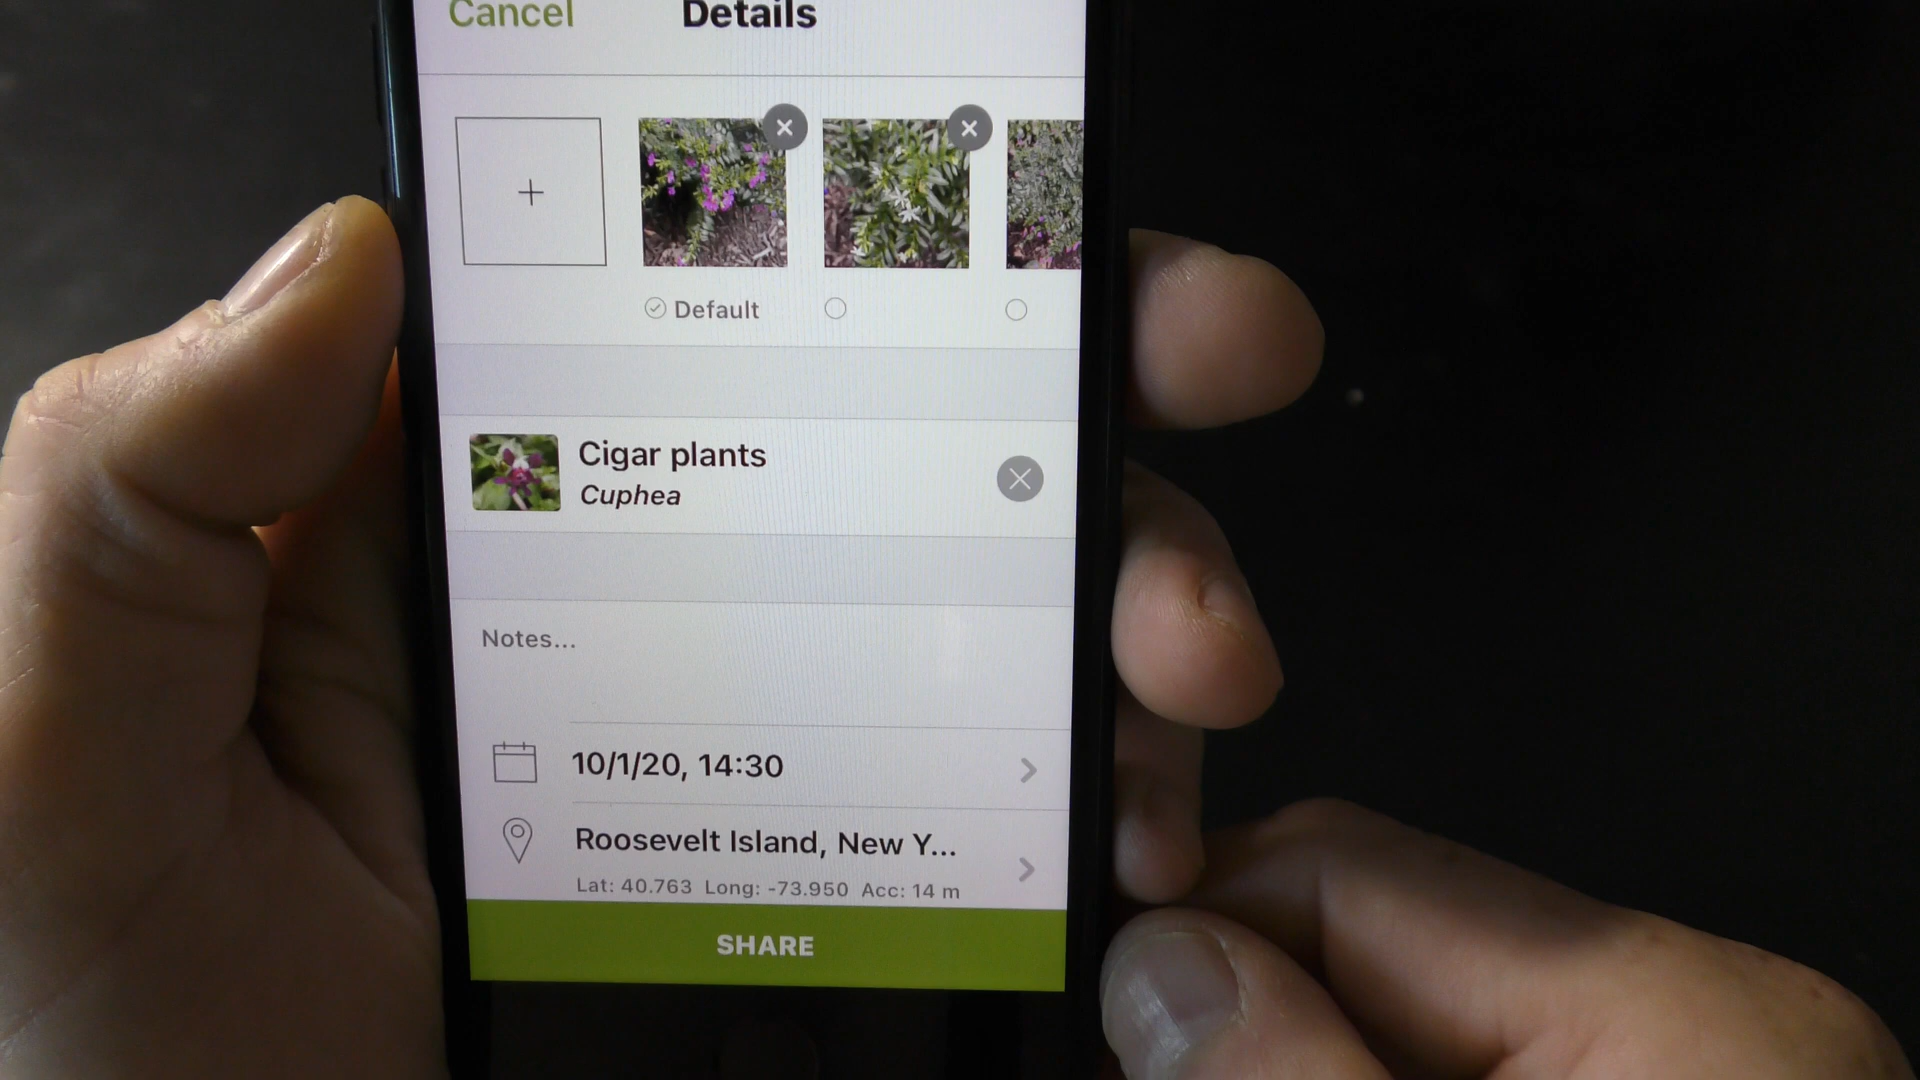 Cancel Details
Default
Cigar plants
Cuphea
Notes...
10/1/20, 14:30
Roosevelt Island, New Y...
Lat: 40.763 Long: -73.950 Acc: 14 m
SHARE